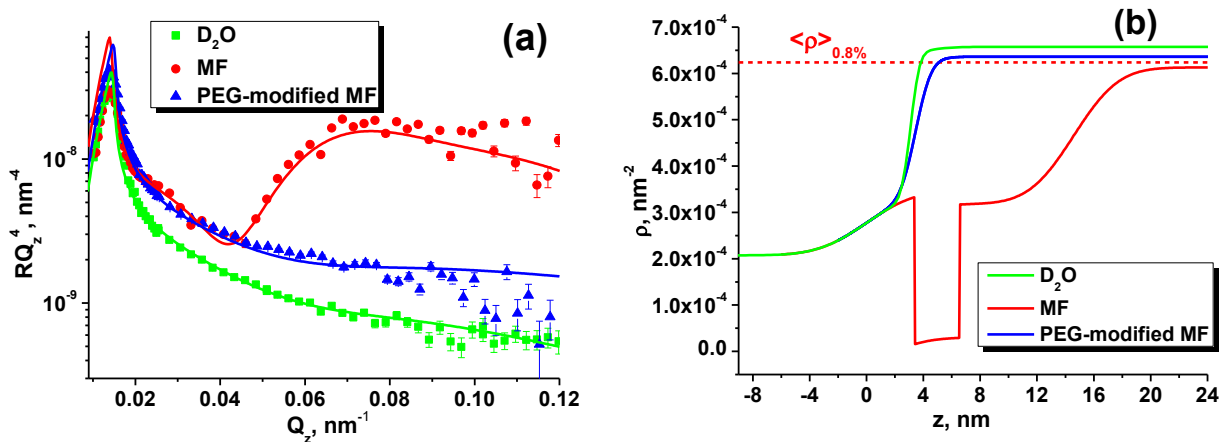 (a)
D₂O
MF
PEG-modified MF
RQ_z⁴, nm⁻⁴
10⁻⁸
10⁻⁹
0.02 0.04 0.06 0.08 0.10 0.12
Q_z, nm⁻¹
(b)
<ρ>0.8%
ρ, nm⁻²
7.0x10⁻⁴
6.0x10⁻⁴
5.0x10⁻⁴
4.0x10⁻⁴
3.0x10⁻⁴
2.0x10⁻⁴
1.0x10⁻⁴
0.0
D₂O
MF
PEG-modified MF
-8 -4 0 4 8 12 16 20 24
z, nm